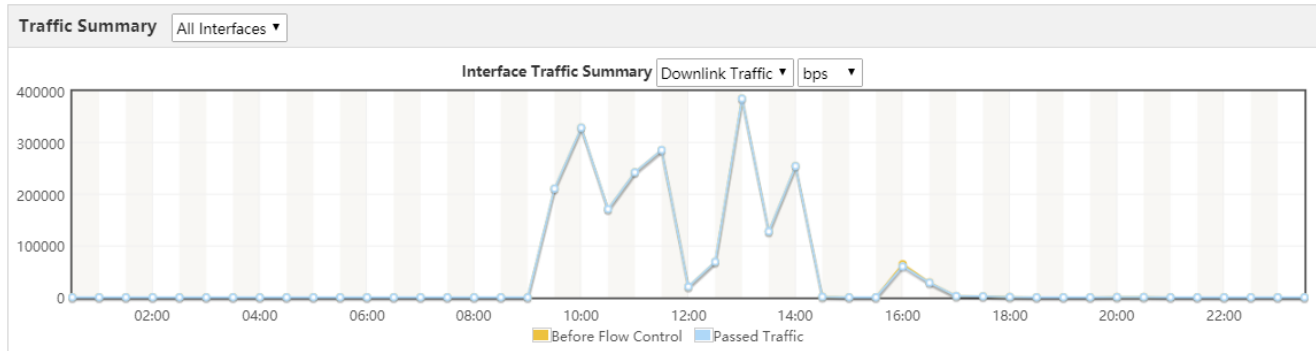 Traffic Summary All Interfaces
Interface Traffic Summary Downlink Traffic bps
400000
300000
200000
100000
0
02:00 04:00 06:00 08:00 10:00 12:00 14:00 16:00 18:00 20:00 22:00
Before Flow Control Passed Traffic